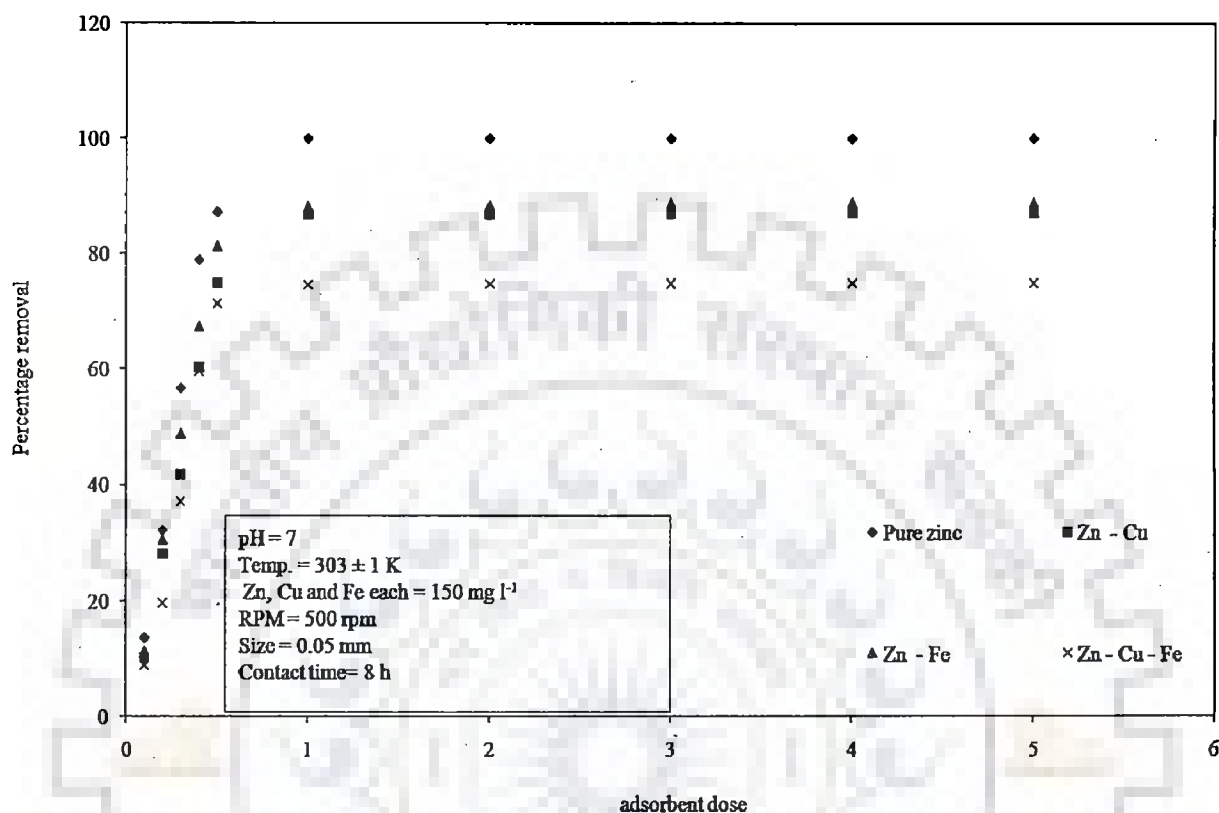 120
100
80
60
40
20
0
Percentage removal
pH = 7
Temp. = 303 ± 1 K
Zn, Cu and Fe each = 150 mg l⁻¹
RPM = 500 rpm
Size = 0.05 mm
Contact time= 8 h
Pure zinc
Zn - Cu
Zn - Fe
Zn - Cu - Fe
0 1 2 3 4 5 6
adsorbent dose